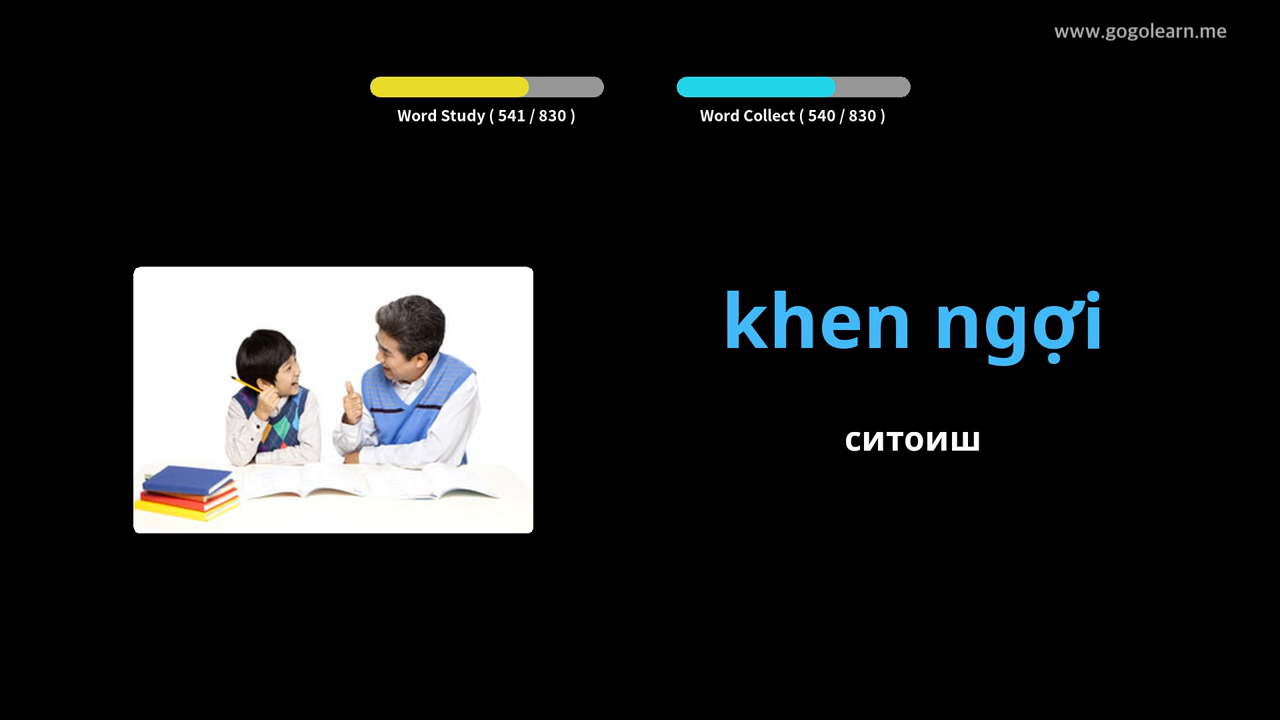 www.gogolearn.me
Word Study ( 541 / 830 )
Word Collect ( 540 / 830 )
khen ngợi
ситоиш